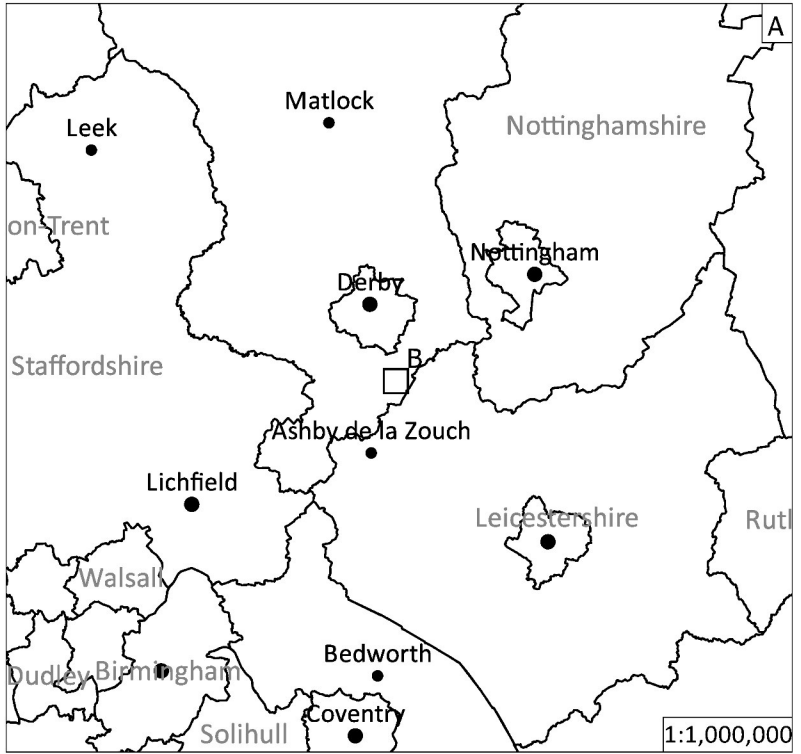 A
Matlock
Nottinghamshire
Leek
on-Trent
Nottingham
Derby
B
Staffordshire
Ashby de la Zouch
Lichfield
Leicestershire
Rutl
Walsall
Bedworth
Dudley
Birmingham
Coventry
Solihull
1:1,000,000